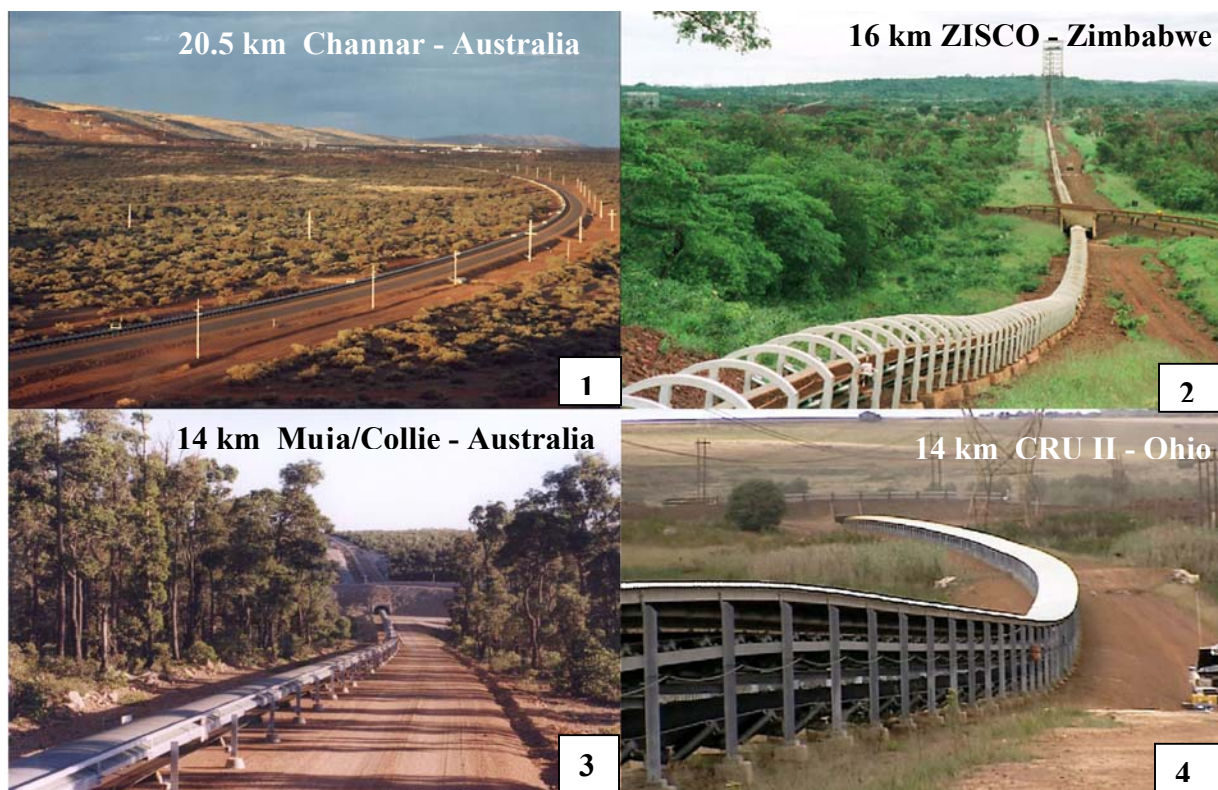 20.5 km Channar - Australia
16 km ZISCO - Zimbabwe
1
2
14 km Muja/Collie - Australia
14 km CRU II - Ohio
3
4